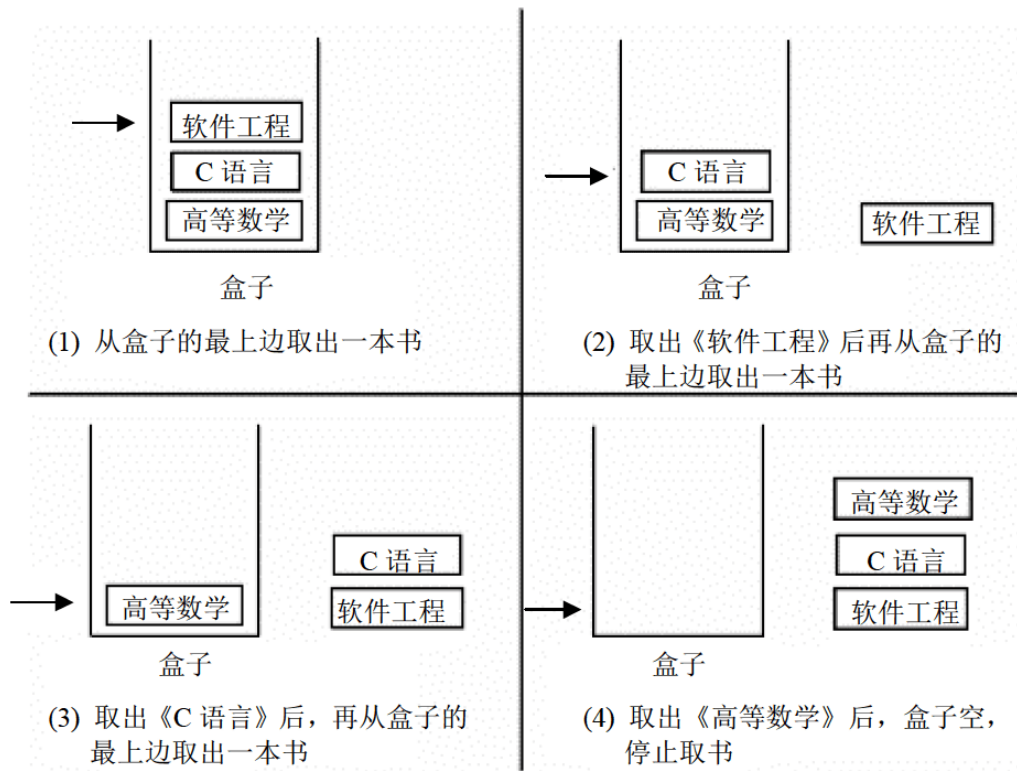 软件工程
C 语言
高等数学
盒子
(1) 从盒子的最上边取出一本书
C 语言
高等数学
软件工程
盒子
(2) 取出《软件工程》后再从盒子的
最上边取出一本书
高等数学
C 语言
软件工程
盒子
(3) 取出《C 语言》后，再从盒子的
最上边取出一本书
高等数学
C 语言
软件工程
盒子
(4) 取出《高等数学》后，盒子空，
停止取书